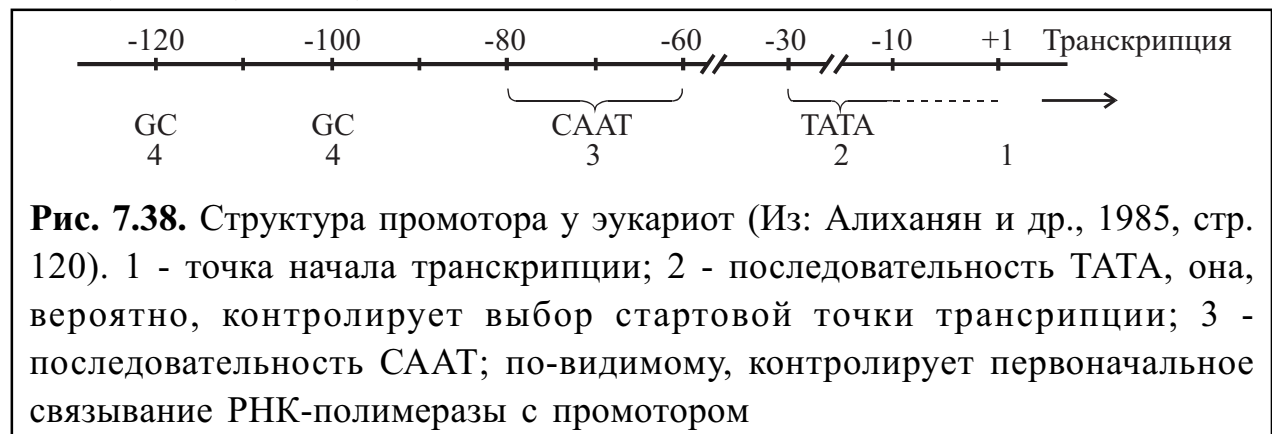 -120 -100 -80 -60 -30 -10 +1 Транскрипция
GC GC CAAT TATA
4 4 3 2 1
Рис. 7.38. Структура промотора у эукариот (Из: Алиханян и др., 1985, стр.
120). 1 - точка начала транскрипции; 2 - последовательность ТАТА, она,
вероятно, контролирует выбор стартовой точки трансрипции; 3 -
последовательность СААТ; по-видимому, контролирует первоначальное
связывание РНК-полимеразы с промотором